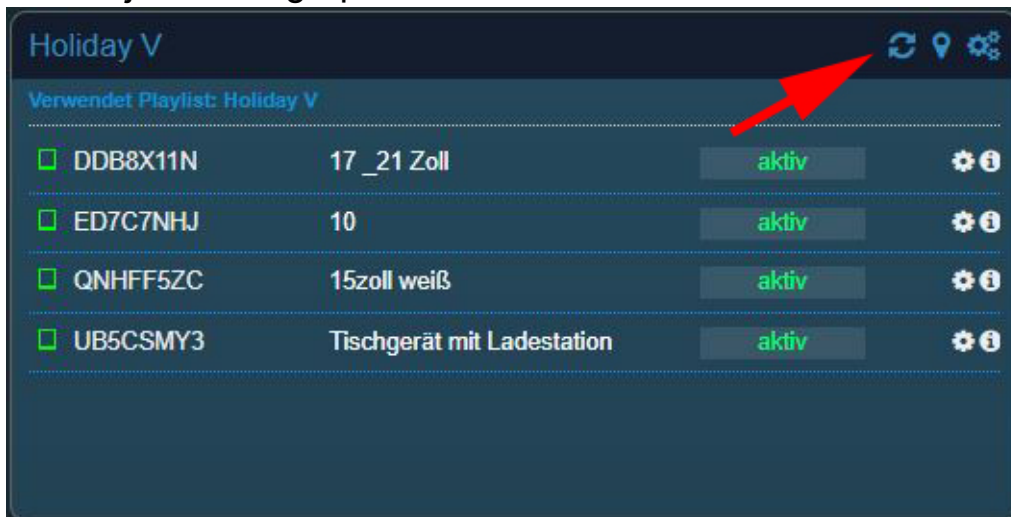 Holiday V
Verwendet Playlist: Holiday V
DDB8X11N 17 _21 Zoll aktiv
ED7C7NHJ 10 aktiv
QNHFF5ZC 15zoll weiß aktiv
UB5CSMY3 Tischgerät mit Ladestation aktiv